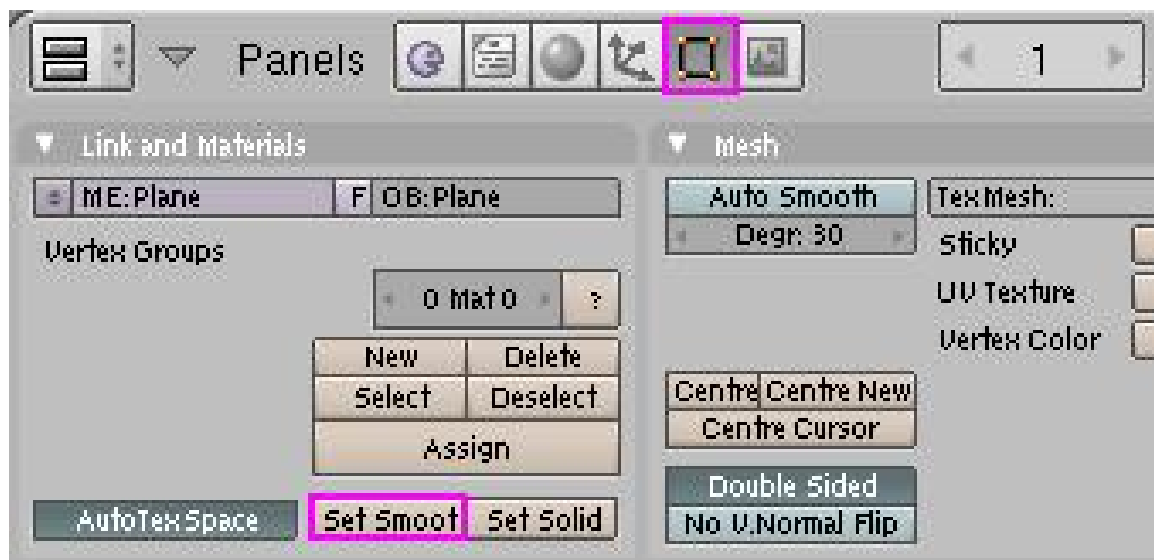 Panels 1
Link and Materials
ME:Plane F OB:Plane
Vertex Groups
0 Mat 0 ?
New Delete
Select Deselect
Assign
AutoTexSpace Set Smoot Set Solid
Mesh
Auto Smooth TexMesh:
Degr: 30 Sticky
UV Texture
Vertex Color
Centre Centre New
Centre Cursor
Double Sided
No V.Normal Flip